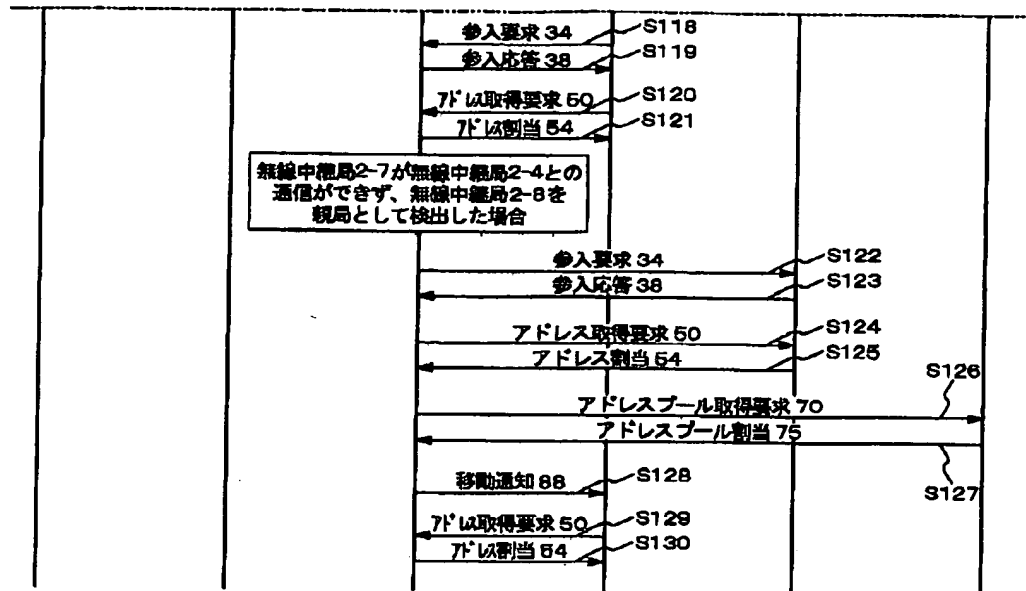 参入要求 34
S118
参入応答 38
S119
アドレス取得要求 50
S120
アドレス割当 54
S121
無線中継局2-7が無線中継局2-4との
通信ができず、無線中継局2-8を
親局として検出した場合
参入要求 34
S122
参入応答 38
S123
アドレス取得要求 50
S124
アドレス割当 54
S125
S126
アドレスプール取得要求 70
アドレスプール割当 75
S127
移動通知 88
S128
アドレス取得要求 50
S129
アドレス割当 54
S130